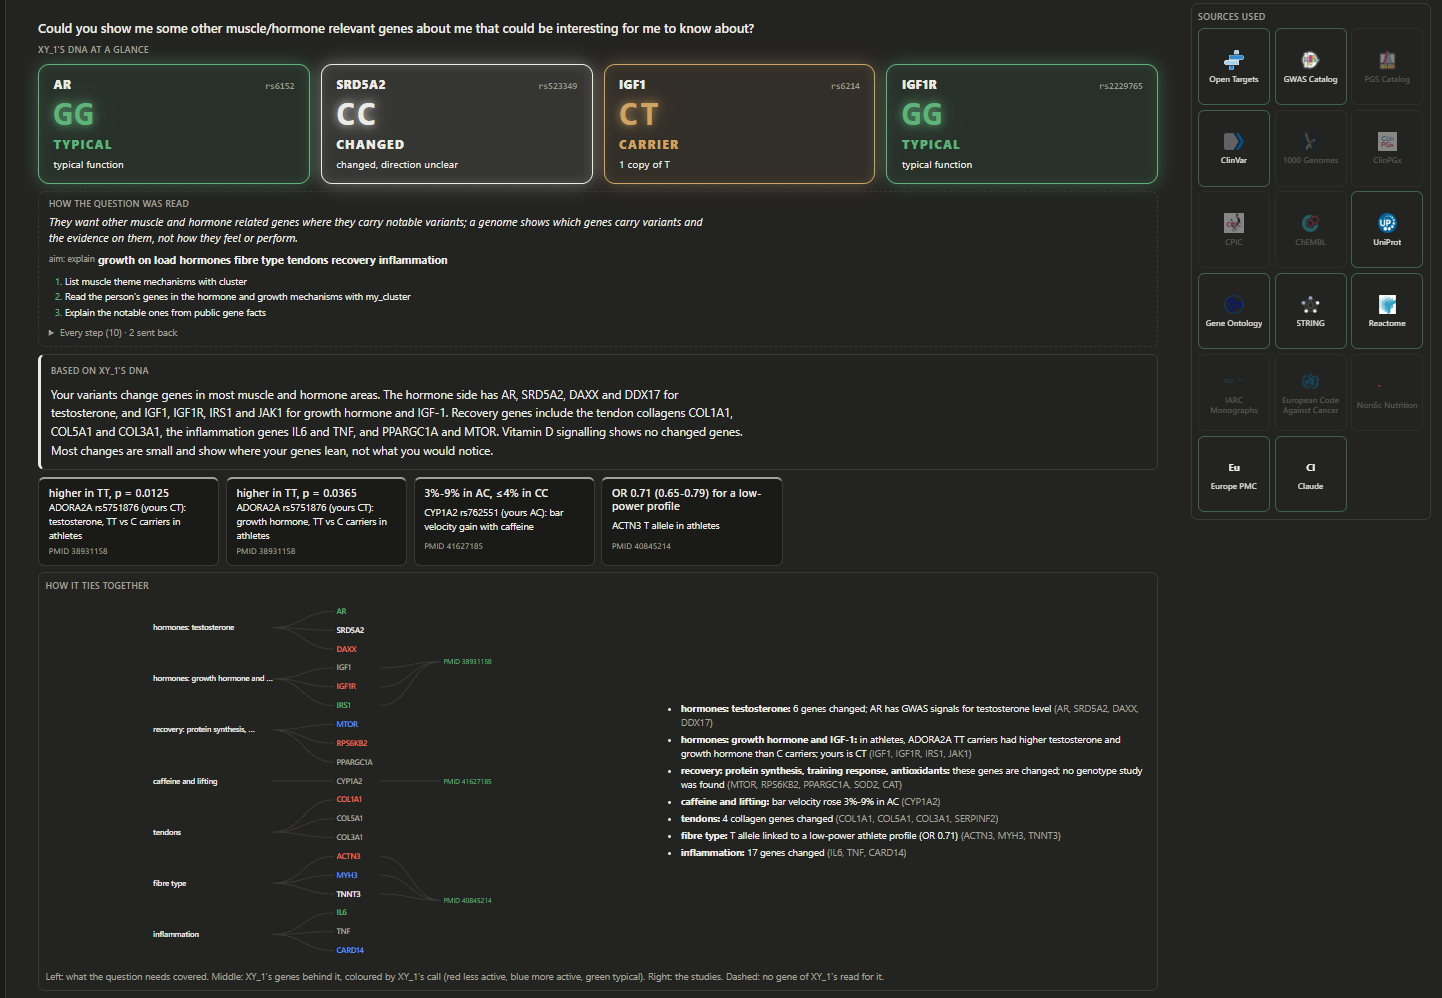 Could you show me some other muscle/hormone relevant genes about me that could be interesting for me to know about?
XY_1'S DNA AT A GLANCE
AR rs6152
GG
TYPICAL
typical function
SRD5A2 rs523349
CC
CHANGED
changed, direction unclear
IGF1 rs6214
CT
CARRIER
1 copy of T
IGF1R rs2229765
GG
TYPICAL
typical function
HOW THE QUESTION WAS READ
They want other muscle and hormone related genes where they carry notable variants; a genome shows which genes carry variants and
the evidence on them, not how they feel or perform.
aim: explain growth on load hormones fibre type tendons recovery inflammation
1. List muscle theme mechanisms with cluster
2. Read the person's genes in the hormone and growth mechanisms with my_cluster
3. Explain the notable ones from public gene facts
▶ Every step (10) · 2 sent back
BASED ON XY_1'S DNA
Your variants change genes in most muscle and hormone areas. The hormone side has AR, SRD5A2, DAXX and DDX17 for
testosterone, and IGF1, IGF1R, IRS1 and JAK1 for growth hormone and IGF-1. Recovery genes include the tendon collagens COL1A1,
COL5A1 and COL3A1, the inflammation genes IL6 and TNF, and PPARGC1A and MTOR. Vitamin D signalling shows no changed genes.
Most changes are small and show where your genes lean, not what you would notice.
higher in TT, p = 0.0125
ADORA2A rs5751876 (yours CT):
testosterone, TT vs C carriers in
athletes
PMID 38931158
higher in TT, p = 0.0365
ADORA2A rs5751876 (yours CT):
growth hormone, TT vs C carriers in
athletes
PMID 38931158
3%-9% in AC, ≤4% in CC
CYP1A2 rs762551 (yours AC): bar
velocity gain with caffeine
PMID 41627185
OR 0.71 (0.65-0.79) for a low-
power profile
ACTN3 T allele in athletes
PMID 40845214
HOW IT TIES TOGETHER
hormones: testosterone
hormones: growth hormone and ...
recovery: protein synthesis, ...
caffeine and lifting
tendons
fibre type
inflammation
AR
SRD5A2
DAXX
IGF1
IGF1R
IRS1
MTOR
RPS6KB2
PPARGC1A
CYP1A2
COL1A1
COL5A1
COL3A1
ACTN3
MYH3
TNNT3
IL6
TNF
CARD14
PMID 38931158
PMID 41627185
PMID 40845214
• hormones: testosterone: 6 genes changed; AR has GWAS signals for testosterone level (AR, SRD5A2, DAXX,
DDX17)
• hormones: growth hormone and IGF-1: in athletes, ADORA2A TT carriers had higher testosterone and
growth hormone than C carriers; yours is CT (IGF1, IGF1R, IRS1, JAK1)
• recovery: protein synthesis, training response, antioxidants: these genes are changed; no genotype study
was found (MTOR, RPS6KB2, PPARGC1A, SOD2, CAT)
• caffeine and lifting: bar velocity rose 3%-9% in AC (CYP1A2)
• tendons: 4 collagen genes changed (COL1A1, COL5A1, COL3A1, SERPINF2)
• fibre type: T allele linked to a low-power athlete profile (OR 0.71) (ACTN3, MYH3, TNNT3)
• inflammation: 17 genes changed (IL6, TNF, CARD14)
Left: what the question needs covered. Middle: XY_1's genes behind it, coloured by XY_1's call (red less active, blue more active, green typical). Right: the studies. Dashed: no gene of XY_1's read for it.
SOURCES USED
Open Targets
GWAS Catalog
PGS Catalog
ClinVar
1000 Genomes
ClinPGx
CPIC
ChEMBL
UniProt
Gene Ontology
STRING
Reactome
IARC
Monographs
European Code
Against Cancer
Nordic Nutrition
Eu
Europe PMC
Cl
Claude